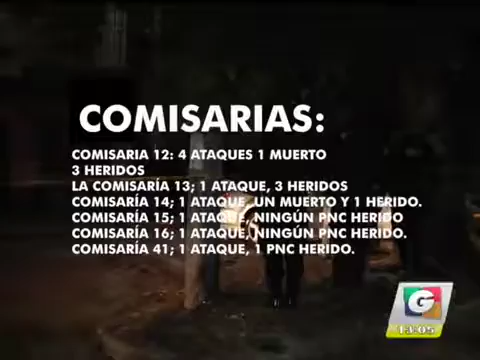 COMISARIAS:
COMISARIA 12: 4 ATAQUES 1 MUERTO
3 HERIDOS
LA COMISARÍA 13; 1 ATAQUE, 3 HERIDOS
COMISARÍA 14; 1 ATAQUE, UN MUERTO Y 1 HERIDO.
COMISARÍA 15; 1 ATAQUE, NINGÚN PNC HERIDO
COMISARÍA 16; 1 ATAQUE, NINGÚN PNC HERIDO.
COMISARÍA 41; 1 ATAQUE, 1 PNC HERIDO.
G
13:05